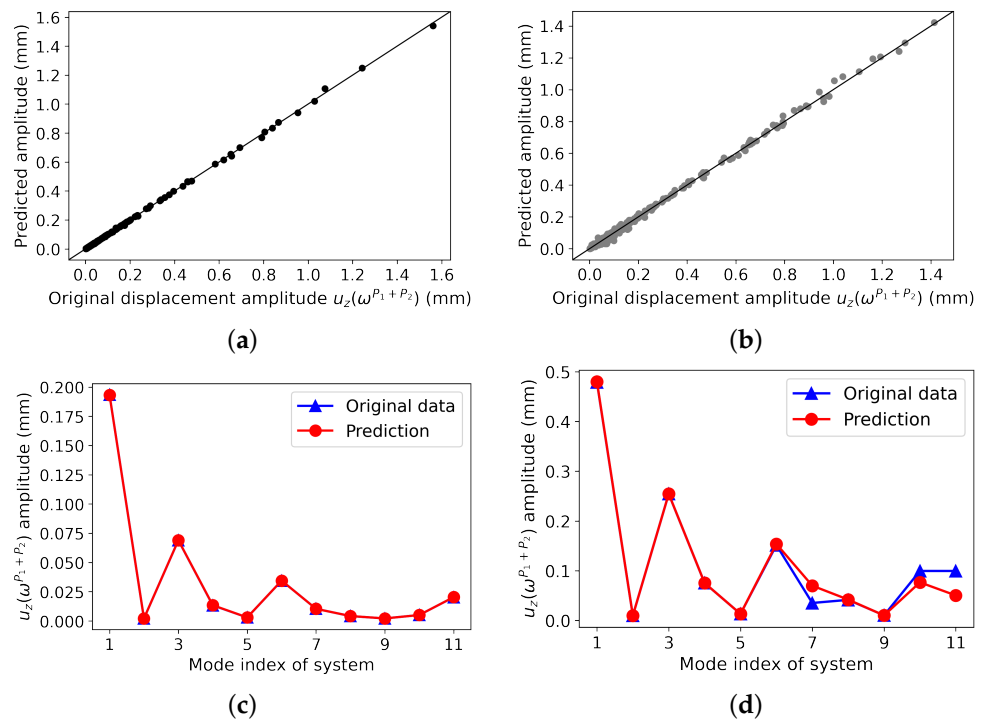 1.6
1.4
1.2
1.0
0.8
0.6
0.4
0.2
0.0
Predicted amplitude (mm)
0.0 0.2 0.4 0.6 0.8 1.0 1.2 1.4 1.6
Original displacement amplitude u_z(ω^{P_1+P_2}) (mm)
(a)
1.4
1.2
1.0
0.8
0.6
0.4
0.2
0.0
Predicted amplitude (mm)
0.0 0.2 0.4 0.6 0.8 1.0 1.2 1.4
Original displacement amplitude u_z(ω^{P_1+P_2}) (mm)
(b)
0.200
0.175
0.150
0.125
0.100
0.075
0.050
0.025
0.000
u_z(ω^{P_1+P_2}) amplitude (mm)
Original data
Prediction
1 3 5 7 9 11
Mode index of system
(c)
0.5
0.4
0.3
0.2
0.1
0.0
u_z(ω^{P_1+P_2}) amplitude (mm)
Original data
Prediction
1 3 5 7 9 11
Mode index of system
(d)